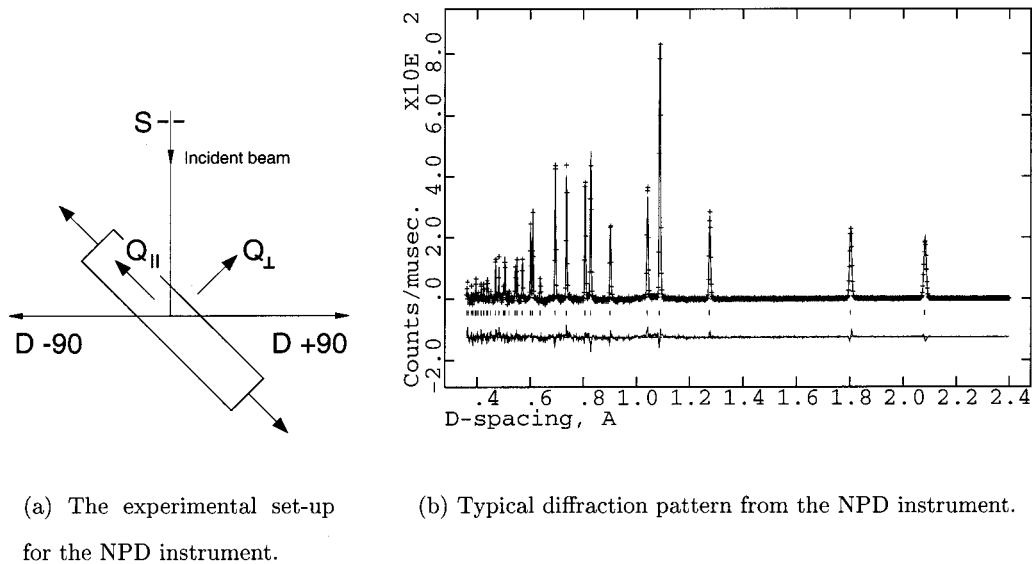 S
Incident beam
Q||
Q⊥
D -90
D +90
X10E 2
Counts/musec.
8.0
6.0
4.0
2.0
.0
-2.0
.4 .6 .8 1.0 1.2 1.4 1.6 1.8 2.0 2.2 2.4
D-spacing, A
(a) The experimental set-up
for the NPD instrument.
(b) Typical diffraction pattern from the NPD instrument.